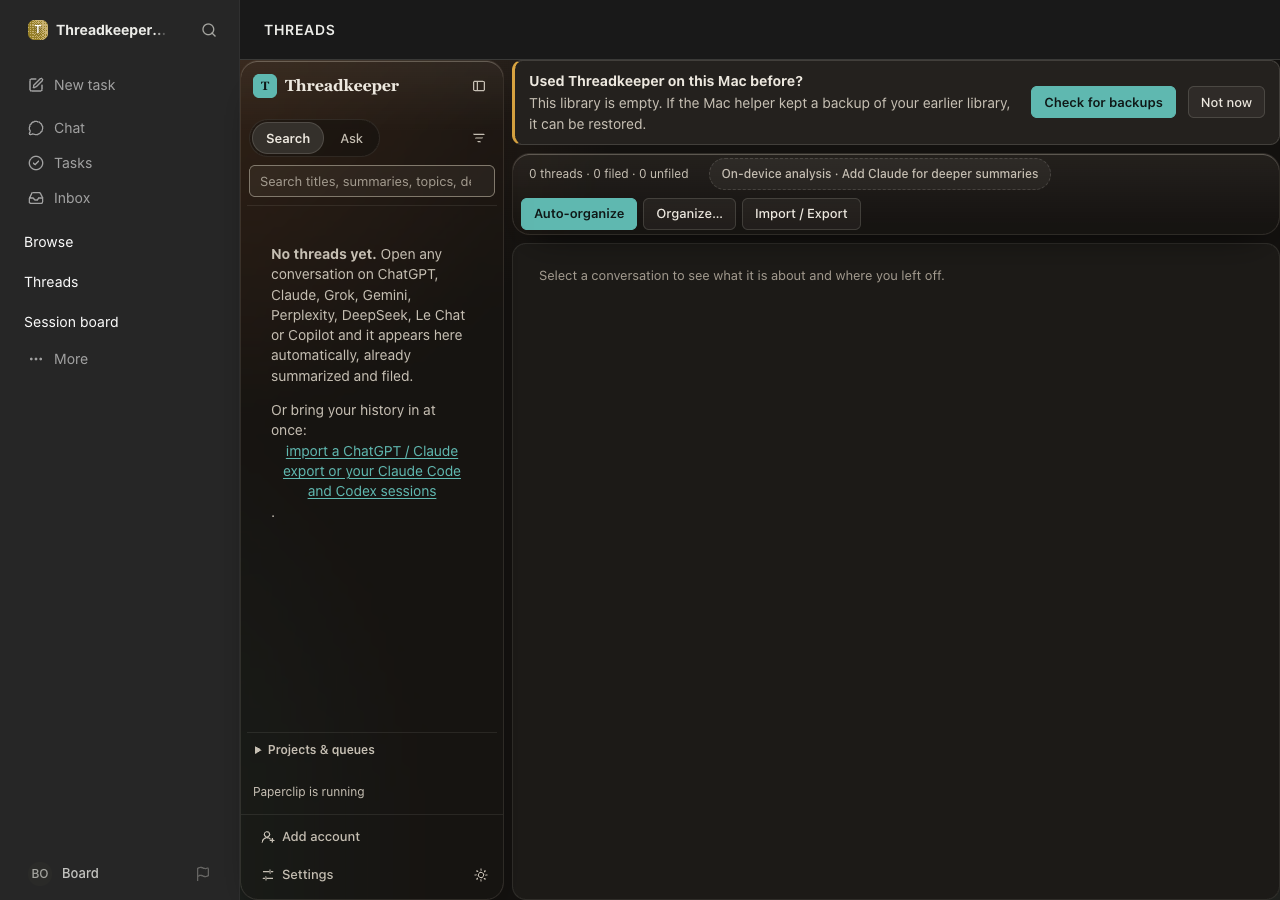 T Threadkeeper...
New task
Chat
Tasks
Inbox
Browse
Threads
Session board
More
BO Board
THREADS
T Threadkeeper
Search Ask
Search titles, summaries, topics, de
No threads yet. Open any
conversation on ChatGPT,
Claude, Grok, Gemini,
Perplexity, DeepSeek, Le Chat
or Copilot and it appears here
automatically, already
summarized and filed.
Or bring your history in at
once:
import a ChatGPT / Claude
export or your Claude Code
and Codex sessions
.
Projects & queues
Paperclip is running
Add account
Settings
Used Threadkeeper on this Mac before?
This library is empty. If the Mac helper kept a backup of your earlier library,
it can be restored.
Check for backups Not now
0 threads · 0 filed · 0 unfiled On-device analysis · Add Claude for deeper summaries
Auto-organize Organize... Import / Export
Select a conversation to see what it is about and where you left off.